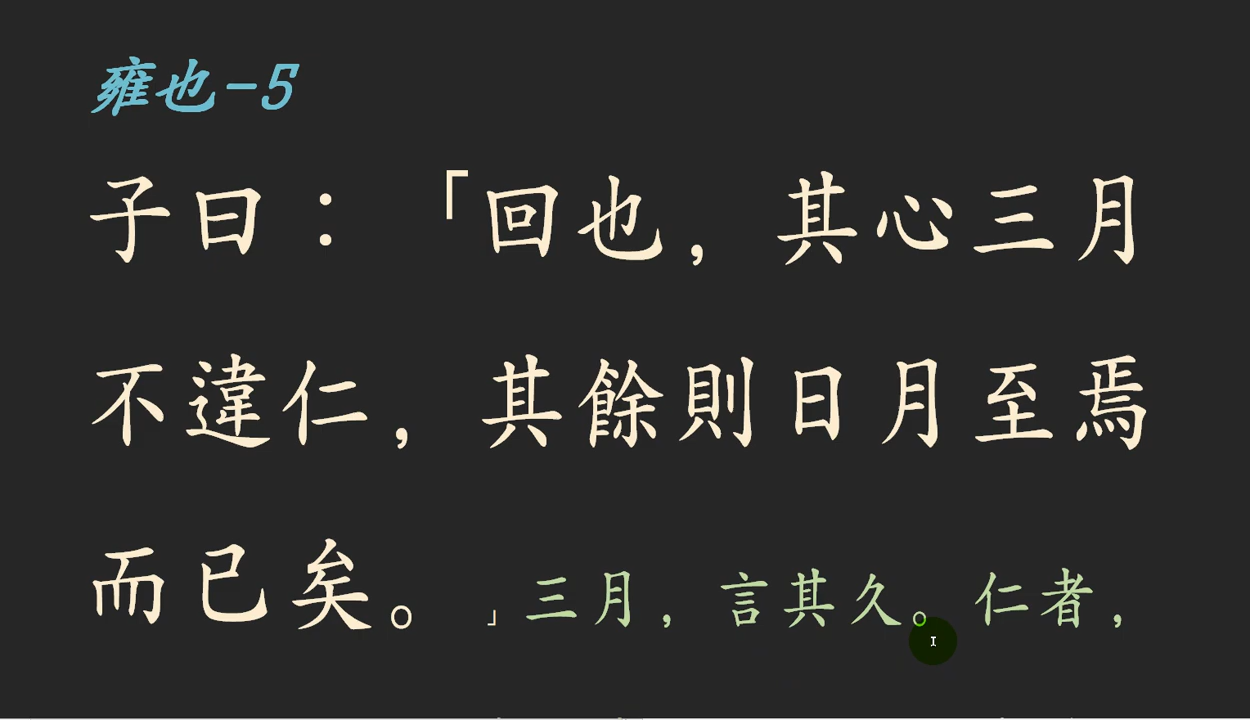 雍也-5
子曰：「回也，其心三月
不違仁，其餘則日月至焉
而已矣。」三月，言其久。仁者，